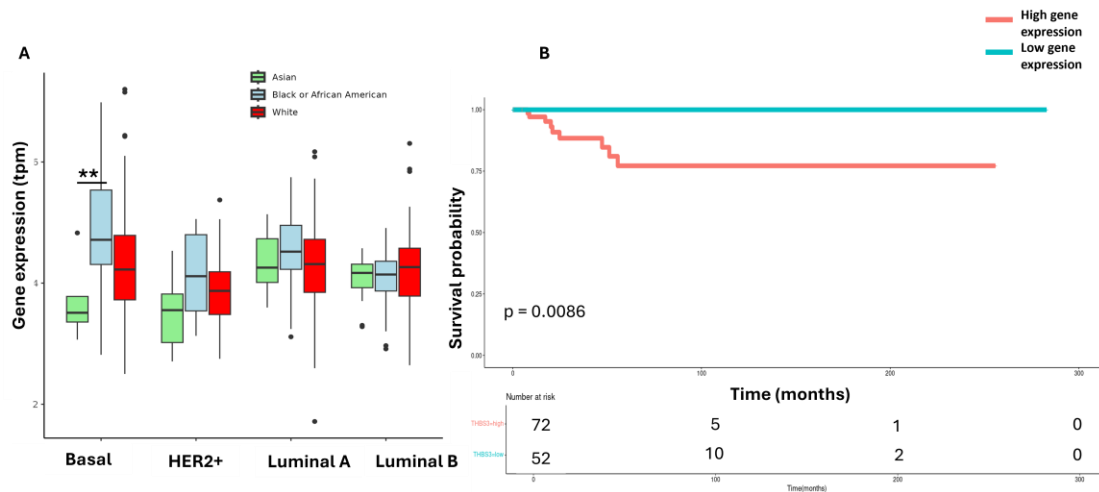 A
Asian
Black or African American
White
**
Gene expression (tpm)
5
4
2
Basal
HER2+
Luminal A
Luminal B
B
High gene
expression
Low gene
expression
Survival probability
1.00
0.75
0.50
0.25
0.00
p = 0.0086
0 100 200 300
Time (months)
Number at risk
THBS3=high 72 5 1 0
THBS3=low 52 10 2 0
0 100 200 300
Time(months)